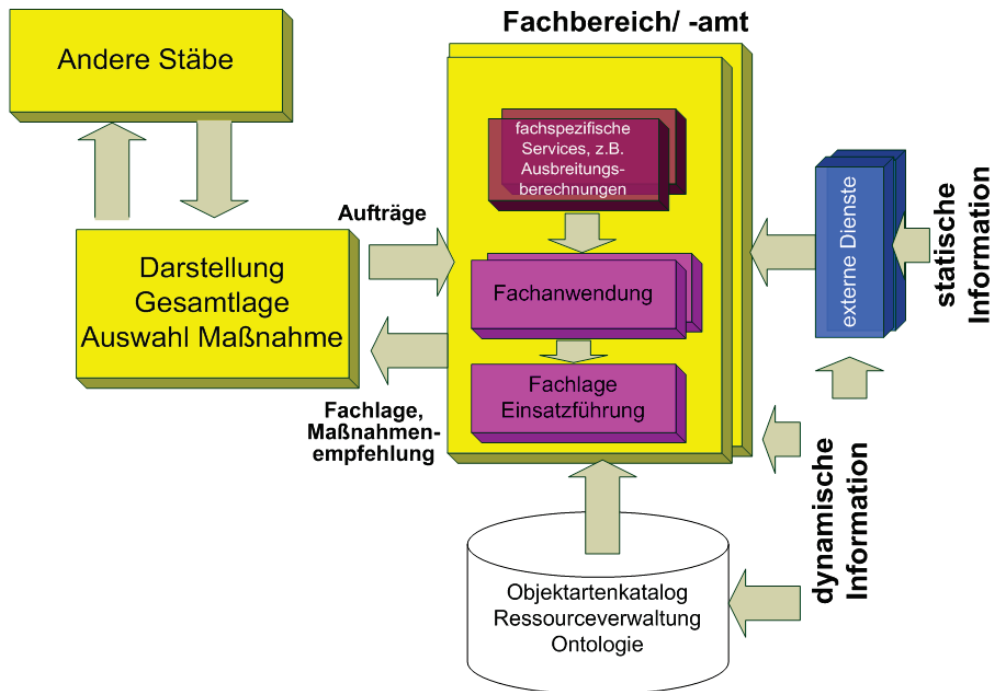 Fachbereich/ -amt
Andere Stäbe
fachspezifische
Services, z.B.
Ausbreitungs-
berechnungen
Aufträge
Darstellung
Gesamtlage
Auswahl Maßnahme
Fachanwendung
Fachlage
Einsatzführung
Fachlage,
Maßnahmen-
empfehlung
externe Dienste
statische
Information
dynamische
Information
Objektartenkatalog
Ressourceverwaltung
Ontologie